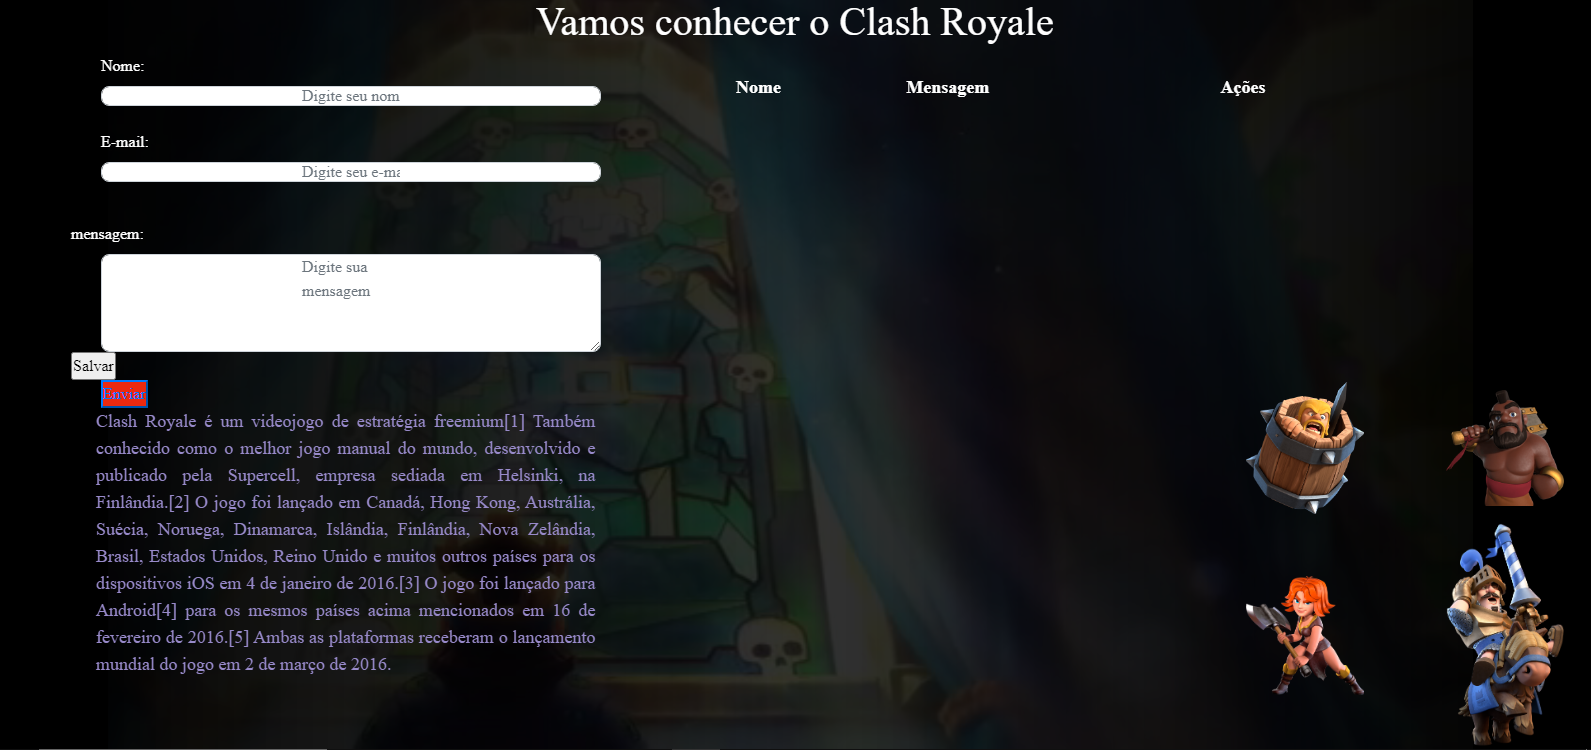 Vamos conhecer o Clash Royale
Nome:
Digite seu nom
E-mail:
Digite seu e-ma
mensagem:
Digite sua
mensagem
Salvar
Enviar
Nome Mensagem Ações
Clash Royale é um videojogo de estratégia freemium[1] Também
conhecido como o melhor jogo manual do mundo, desenvolvido e
publicado pela Supercell, empresa sediada em Helsinki, na
Finlândia.[2] O jogo foi lançado em Canadá, Hong Kong, Austrália,
Suécia, Noruega, Dinamarca, Islândia, Finlândia, Nova Zelândia,
Brasil, Estados Unidos, Reino Unido e muitos outros países para os
dispositivos iOS em 4 de janeiro de 2016.[3] O jogo foi lançado para
Android[4] para os mesmos países acima mencionados em 16 de
fevereiro de 2016.[5] Ambas as plataformas receberam o lançamento
mundial do jogo em 2 de março de 2016.